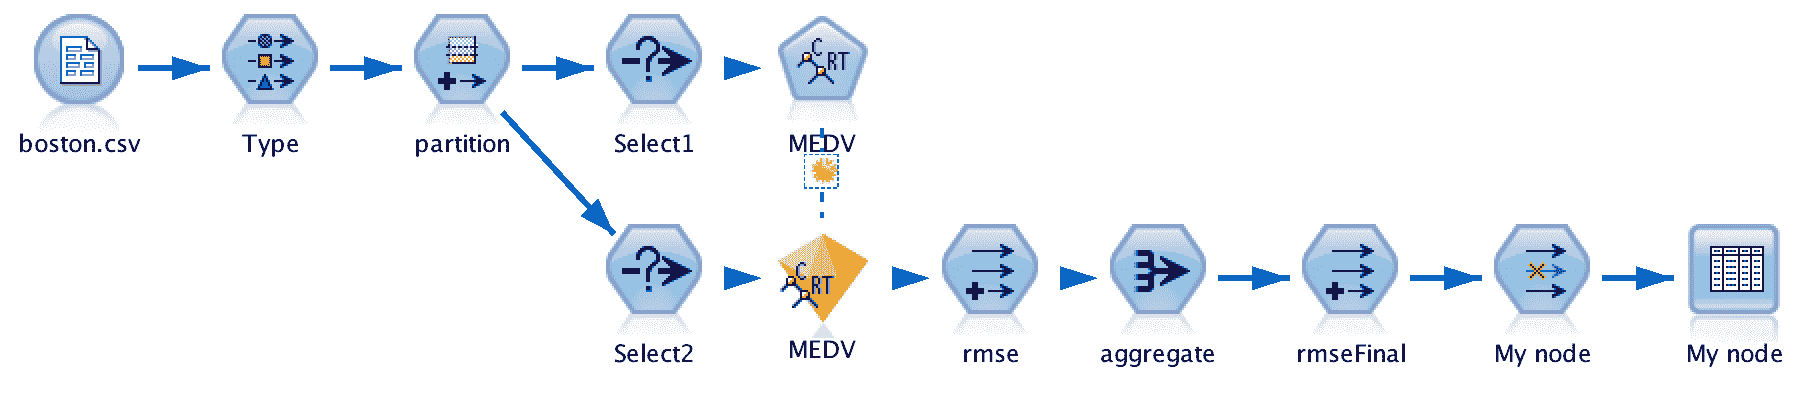 C RT
boston.csv
Type
partition
Select1
MEDV
C RT
Select2
MEDV
rmse
aggregate
rmseFinal
My node
My node